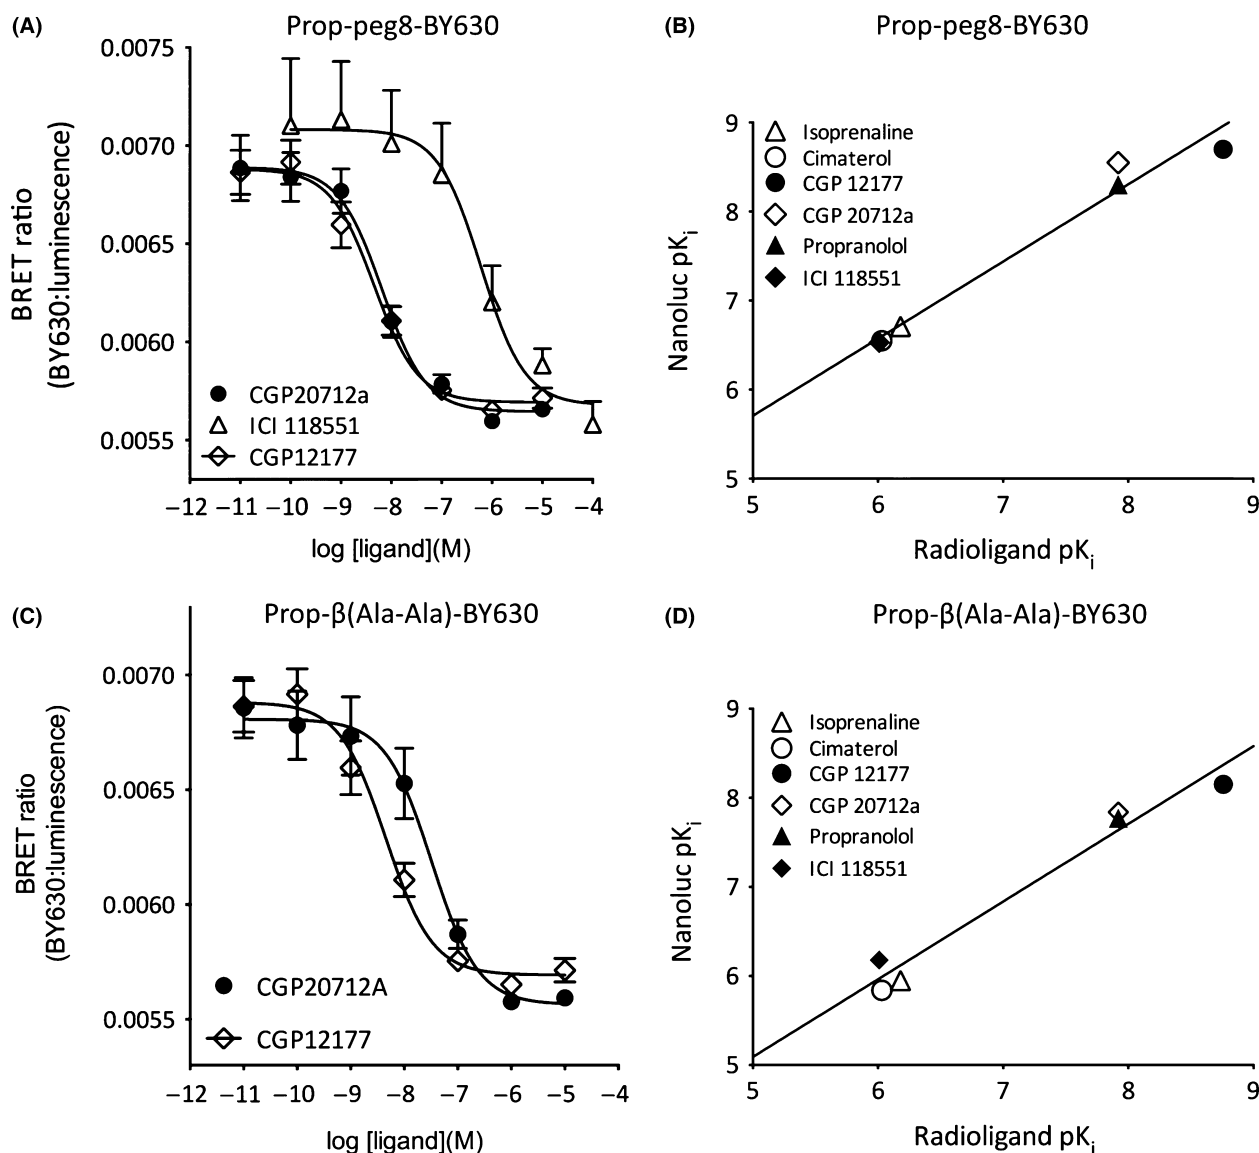 (A)
Prop-peg8-BY630
0.0075
0.0070
0.0065
0.0060
0.0055
BRET ratio
(BY630:luminescence)
CGP20712a
ICI 118551
CGP12177
−12 −11 −10 −9 −8 −7 −6 −5 −4
log [ligand](M)
(B)
Prop-peg8-BY630
9
8
7
6
5
Nanoluc pKi
Isoprenaline
Cimaterol
CGP 12177
CGP 20712a
Propranolol
ICI 118551
5 6 7 8 9
Radioligand pKi
(C)
Prop-β(Ala-Ala)-BY630
0.0070
0.0065
0.0060
0.0055
BRET ratio
(BY630:luminescence)
CGP20712A
CGP12177
−12 −11 −10 −9 −8 −7 −6 −5 −4
log [ligand](M)
(D)
Prop-β(Ala-Ala)-BY630
9
8
7
6
5
Nanoluc pKi
Isoprenaline
Cimaterol
CGP 12177
CGP 20712a
Propranolol
ICI 118551
5 6 7 8 9
Radioligand pKi